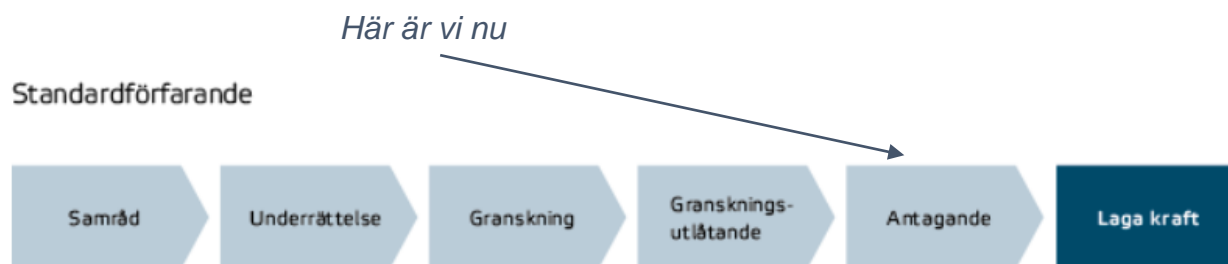 Här är vi nu
Standardförfarande
Samråd
Underrättelse
Granskning
Gransknings-
utlåtande
Antagande
Laga kraft